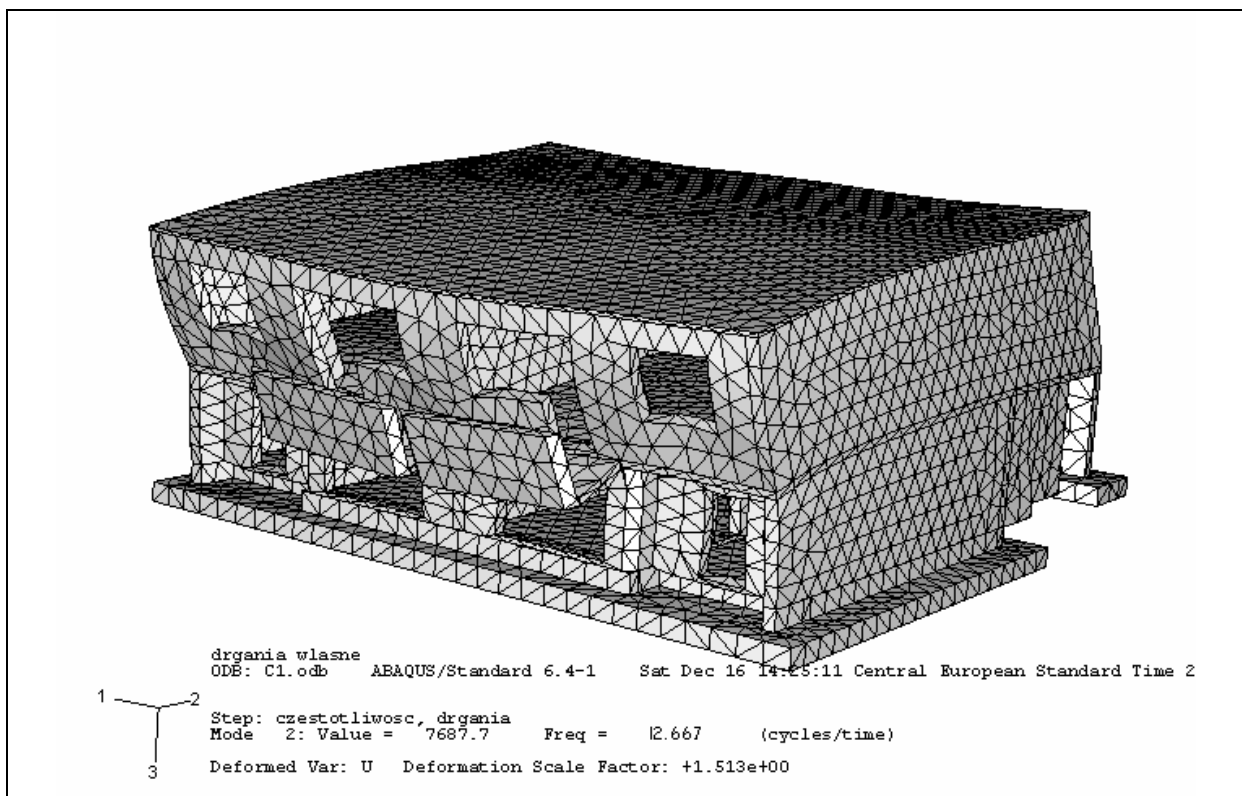 drgania wlasne
ODB: C1.odb ABAQUS/Standard 6.4-1 Sat Dec 16 14:25:11 Central European Standard Time 2
1
2
3
Step: czestotliwosc, drgania
Mode 2: Value = 7687.7 Freq = 12.667 (cycles/time)
Deformed Var: U Deformation Scale Factor: +1.513e+00